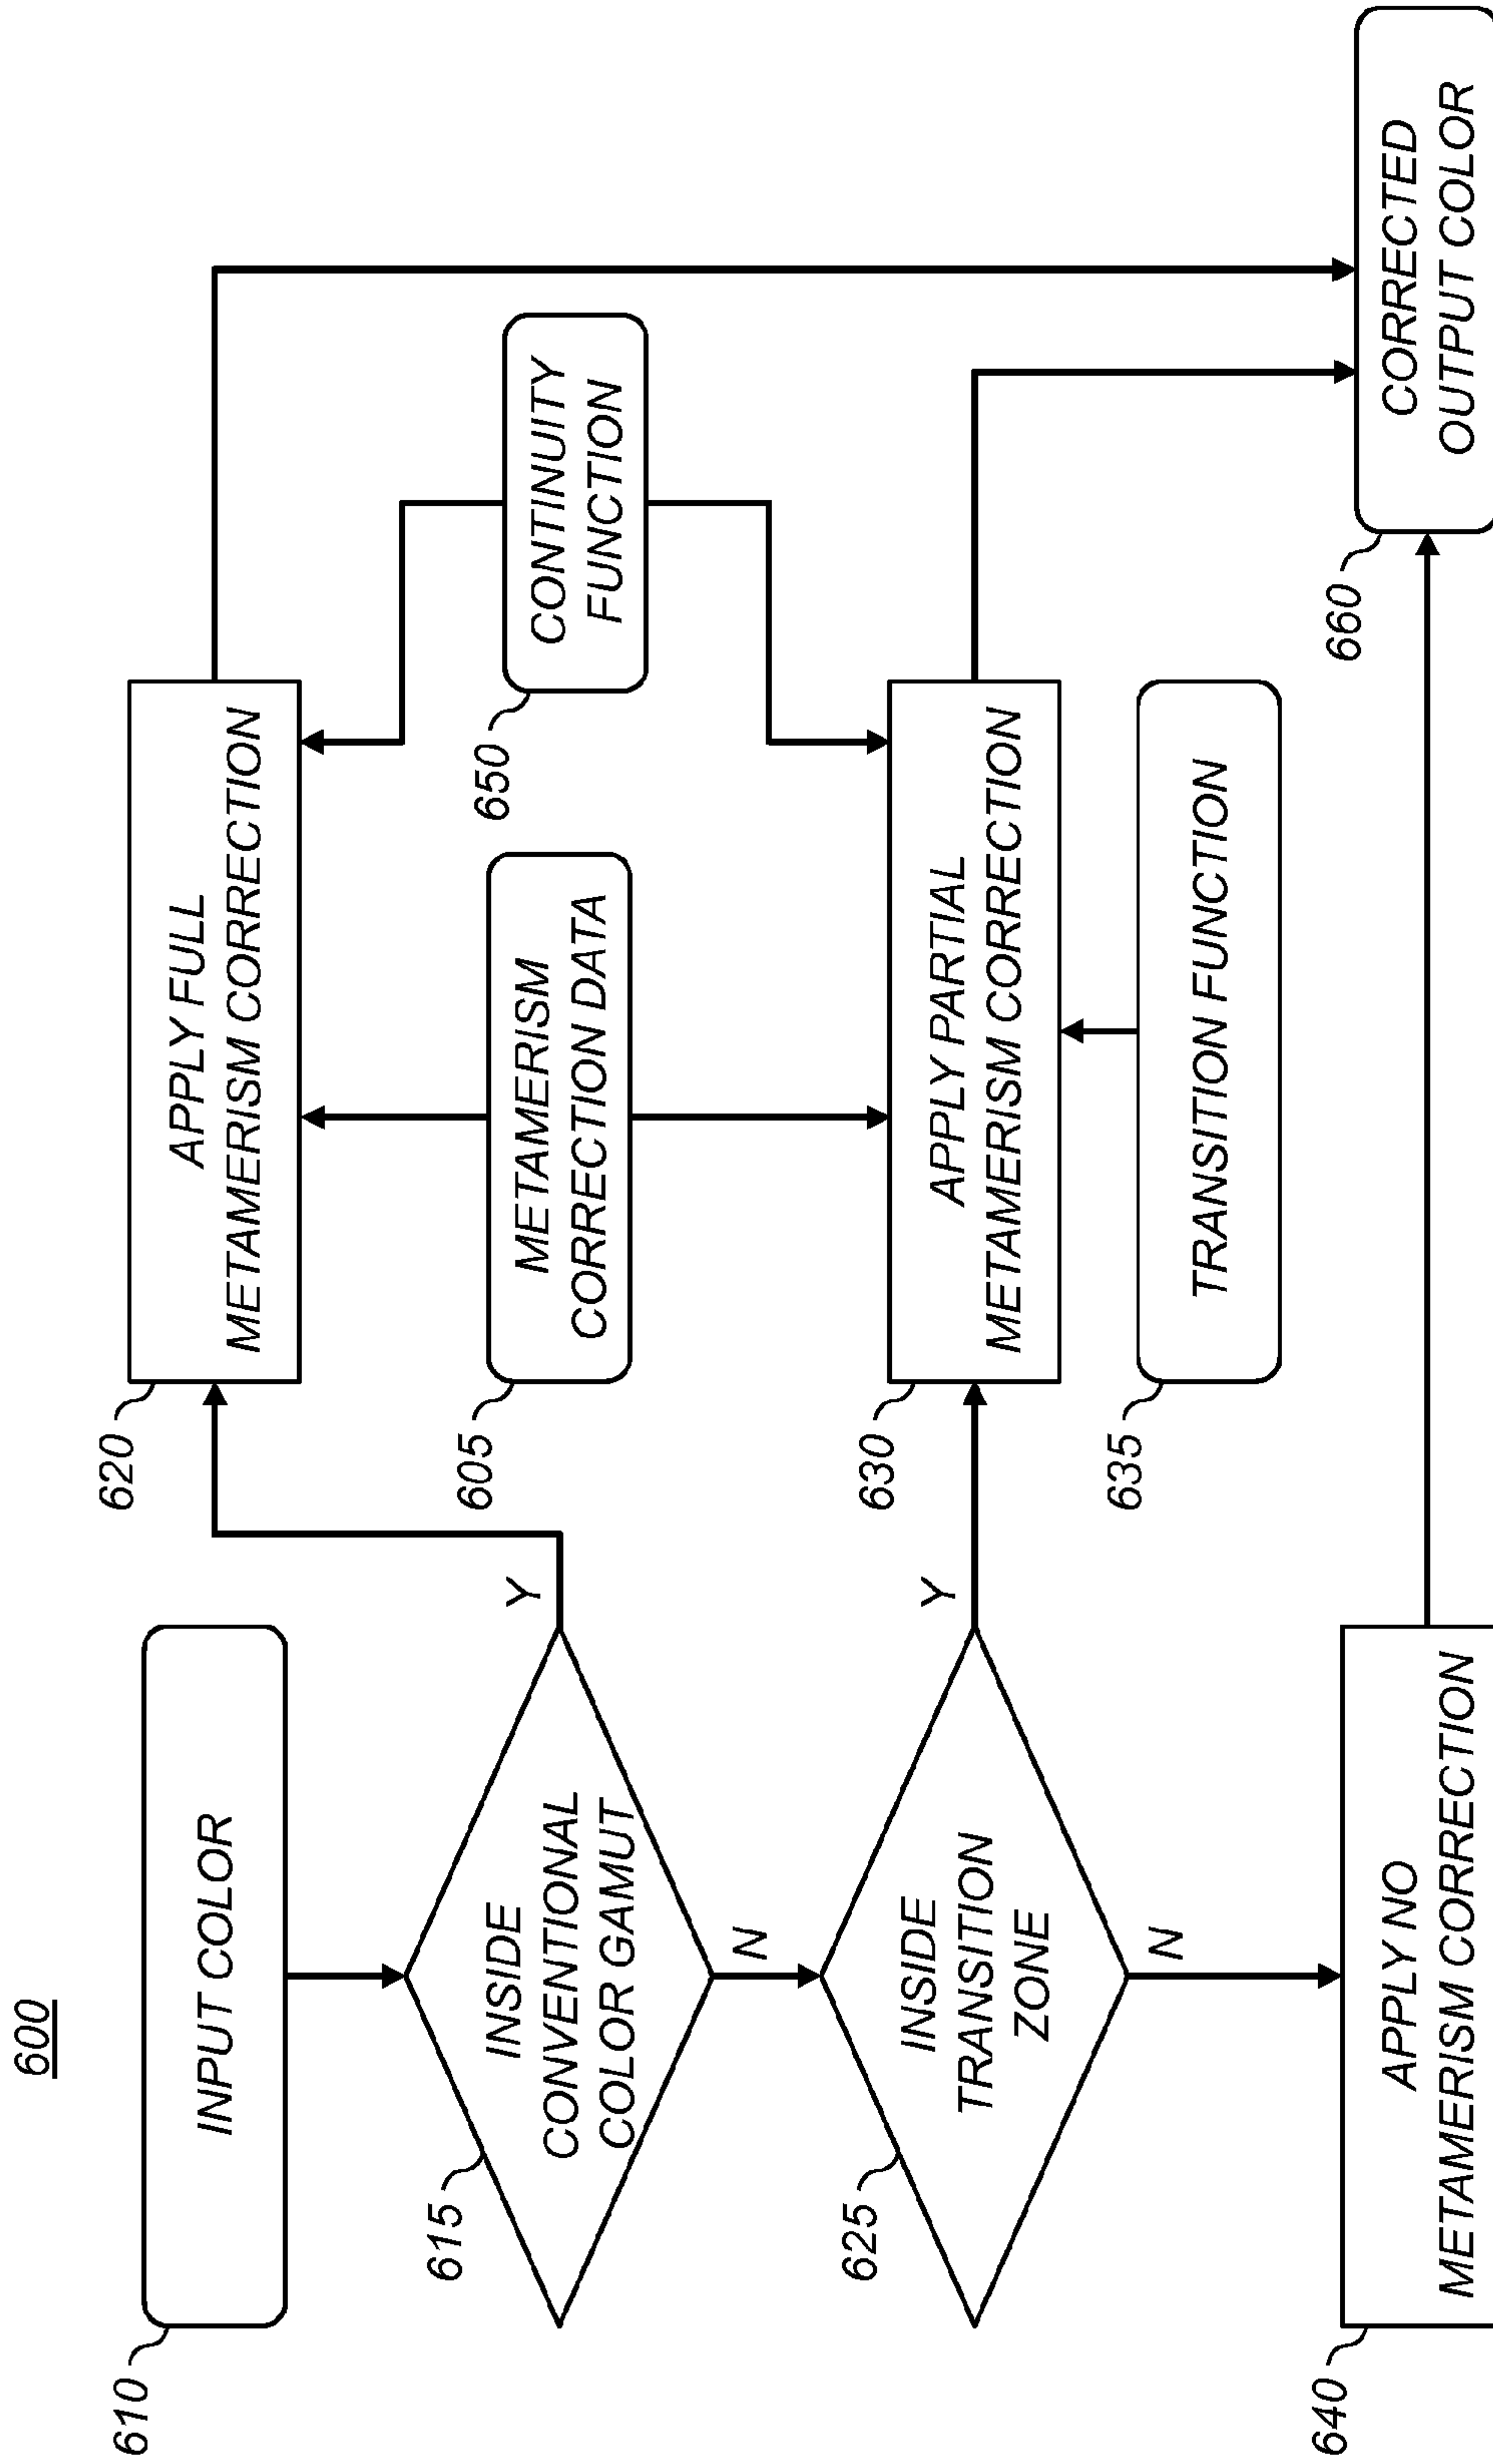 600
610
INPUT COLOR
615
INSIDE
CONVENTIONAL
COLOR GAMUT
Y
N
625
INSIDE
TRANSITION
ZONE
Y
N
640
APPLY NO
METAMERISM CORRECTION
620
APPLY FULL
METAMERISM CORRECTION
605
METAMERISM
CORRECTION DATA
650
CONTINUITY
FUNCTION
630
APPLY PARTIAL
METAMERISM CORRECTION
635
TRANSITION FUNCTION
660
CORRECTED
OUTPUT COLOR